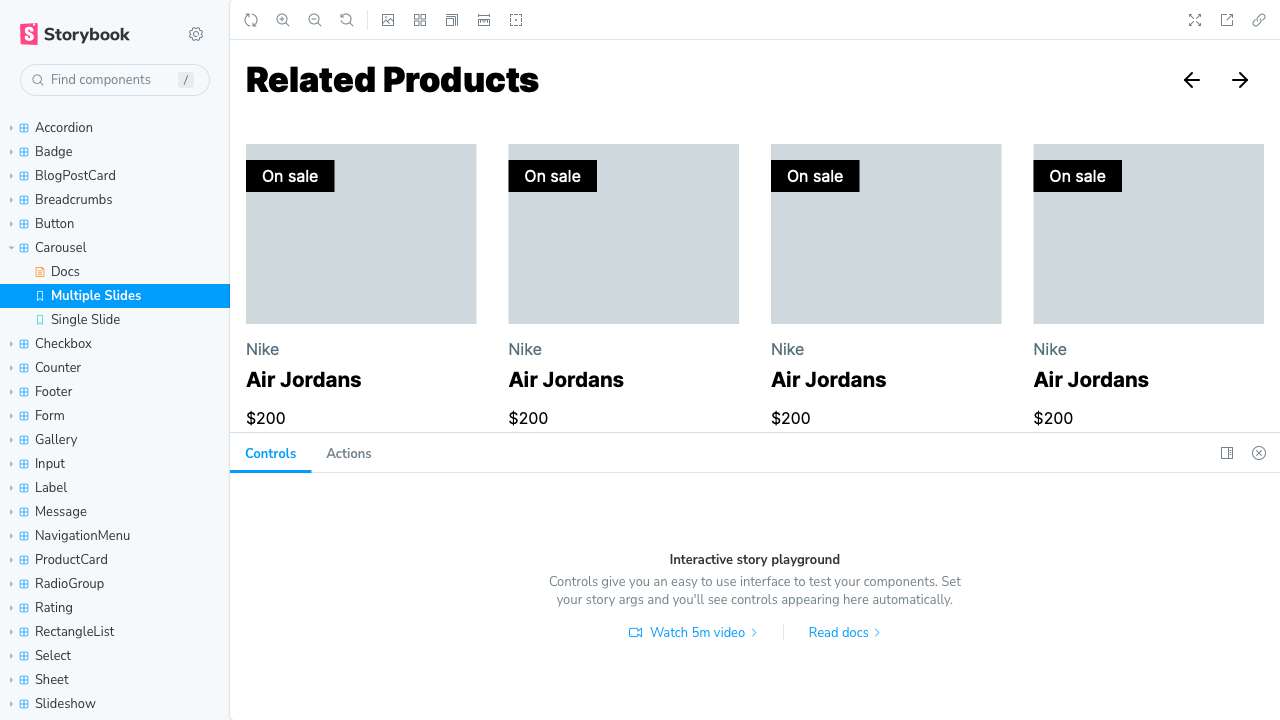 Storybook
Find components
/
Accordion
Badge
BlogPostCard
Breadcrumbs
Button
Carousel
Docs
Multiple Slides
Single Slide
Checkbox
Counter
Footer
Form
Gallery
Input
Label
Message
NavigationMenu
ProductCard
RadioGroup
Rating
RectangleList
Select
Sheet
Slideshow
Related Products
On sale On sale On sale On sale
Nike Nike Nike Nike
Air Jordans Air Jordans Air Jordans Air Jordans
$200 $200 $200 $200
Controls Actions
Interactive story playground
Controls give you an easy to use interface to test your components. Set
your story args and you'll see controls appearing here automatically.
Watch 5m video Read docs